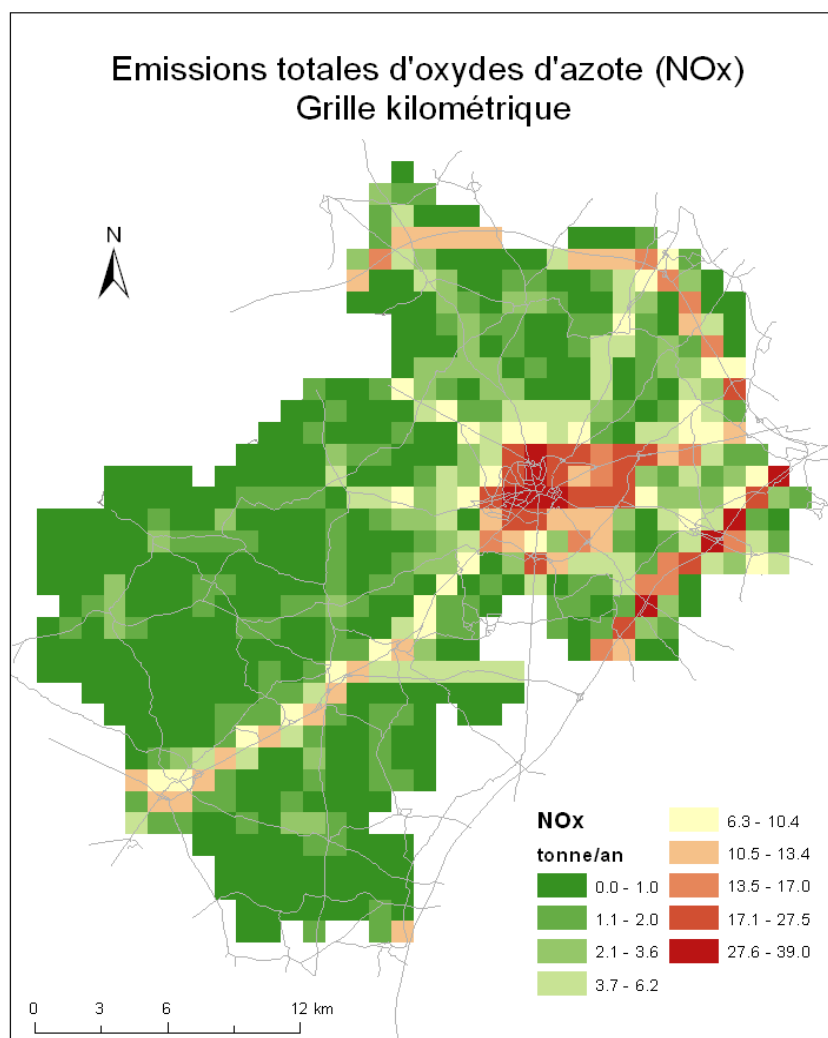 Emissions totales d'oxydes d'azote (NOx)
Grille kilométrique
N
NOx
tonne/an
0.0 - 1.0
1.1 - 2.0
2.1 - 3.6
3.7 - 6.2
6.3 - 10.4
10.5 - 13.4
13.5 - 17.0
17.1 - 27.5
27.6 - 39.0
0 3 6 12 km